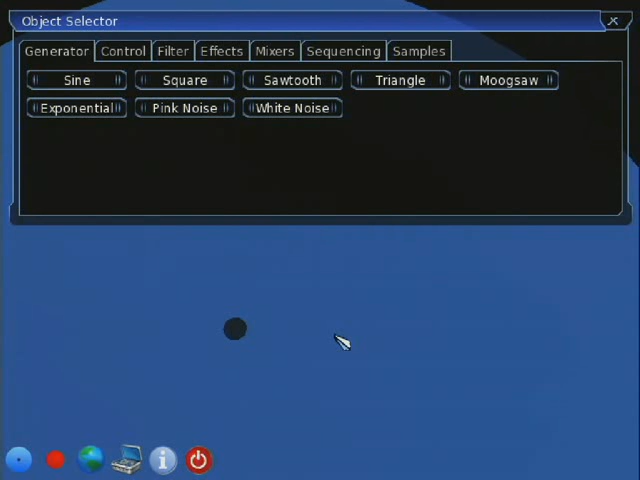 Object Selector
Generator Control Filter Effects Mixers Sequencing Samples
Sine Square Sawtooth Triangle Moogsaw
Exponential Pink Noise White Noise